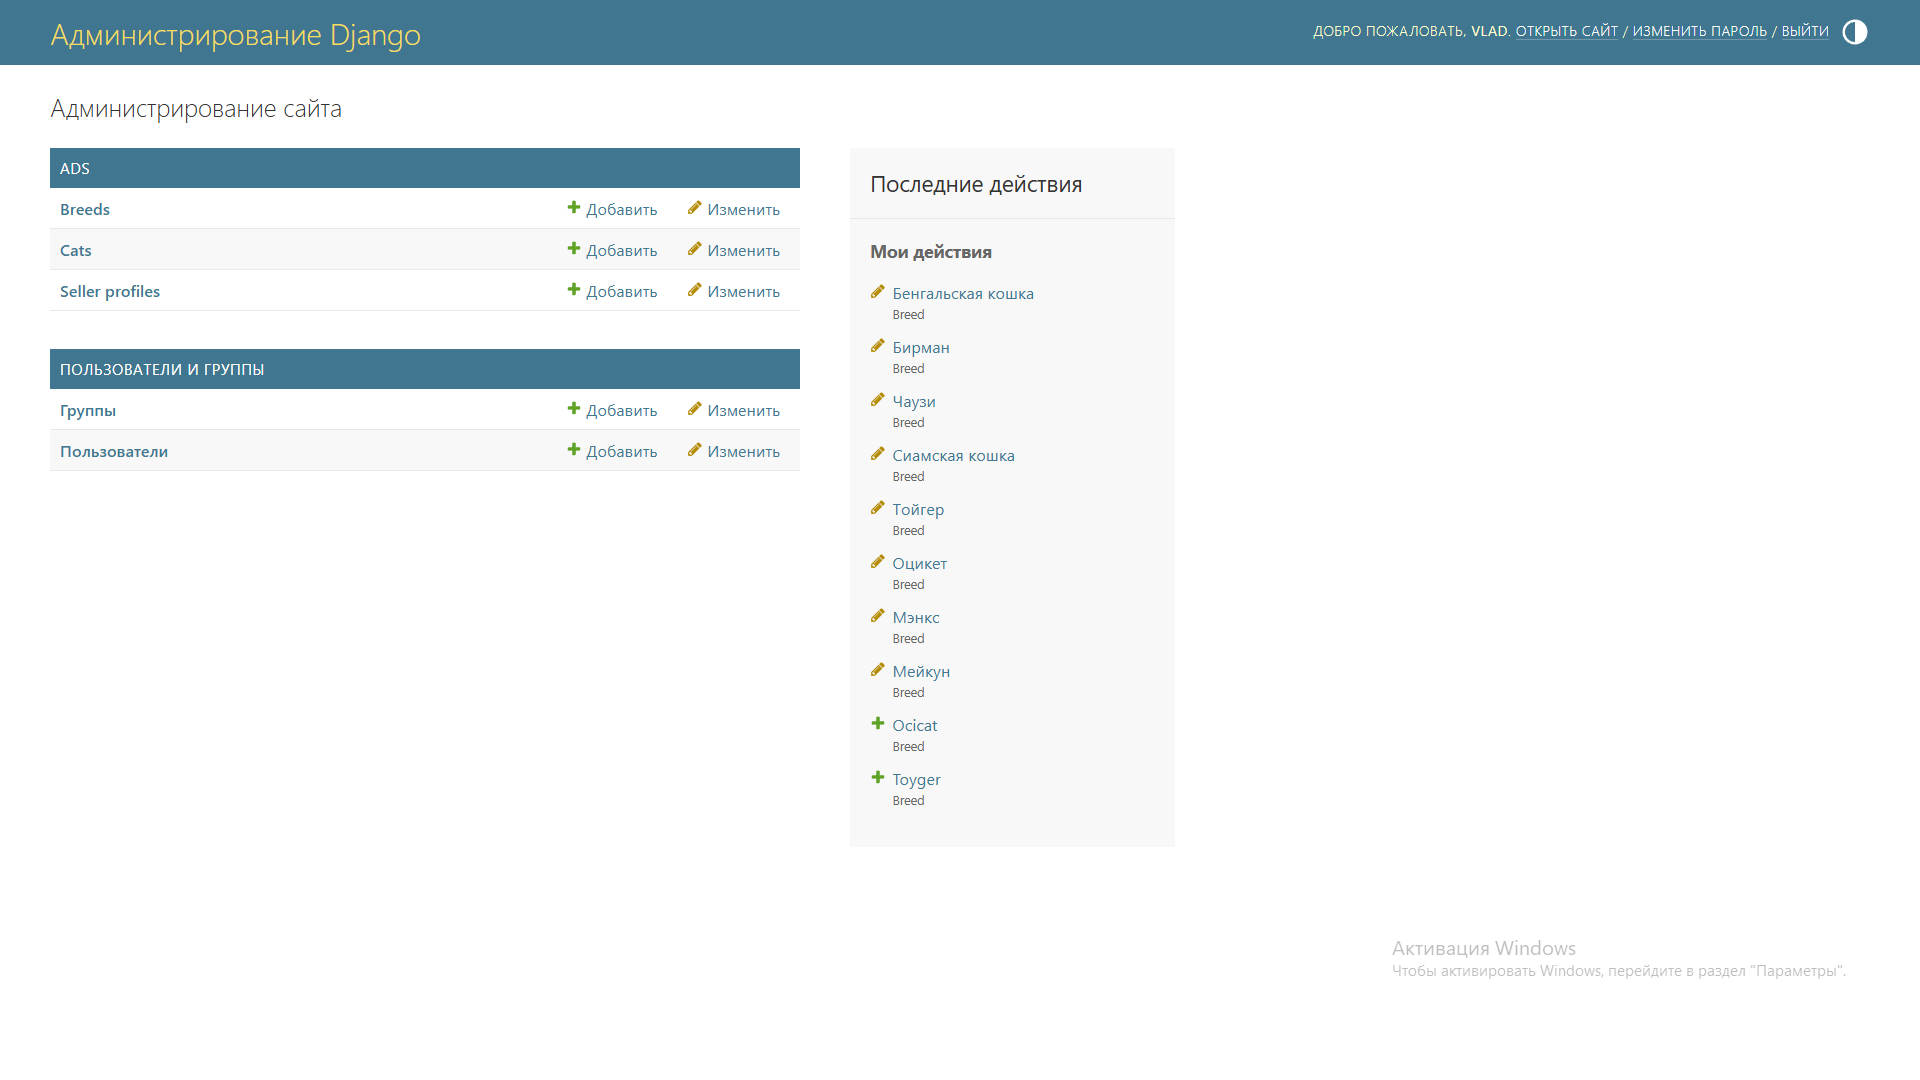 Администрирование Django
ДОБРО ПОЖАЛОВАТЬ, VLAD. ОТКРЫТЬ САЙТ / ИЗМЕНИТЬ ПАРОЛЬ / ВЫЙТИ
Администрирование сайта
ADS
Breeds Добавить Изменить
Cats Добавить Изменить
Seller profiles Добавить Изменить
ПОЛЬЗОВАТЕЛИ И ГРУППЫ
Группы Добавить Изменить
Пользователи Добавить Изменить
Последние действия
Мои действия
Бенгальская кошка
Breed
Бирман
Breed
Чаузи
Breed
Сиамская кошка
Breed
Тойгер
Breed
Оцикет
Breed
Мэнкс
Breed
Мейкун
Breed
Ocicat
Breed
Toyger
Breed
Активация Windows
Чтобы активировать Windows, перейдите в раздел "Параметры".